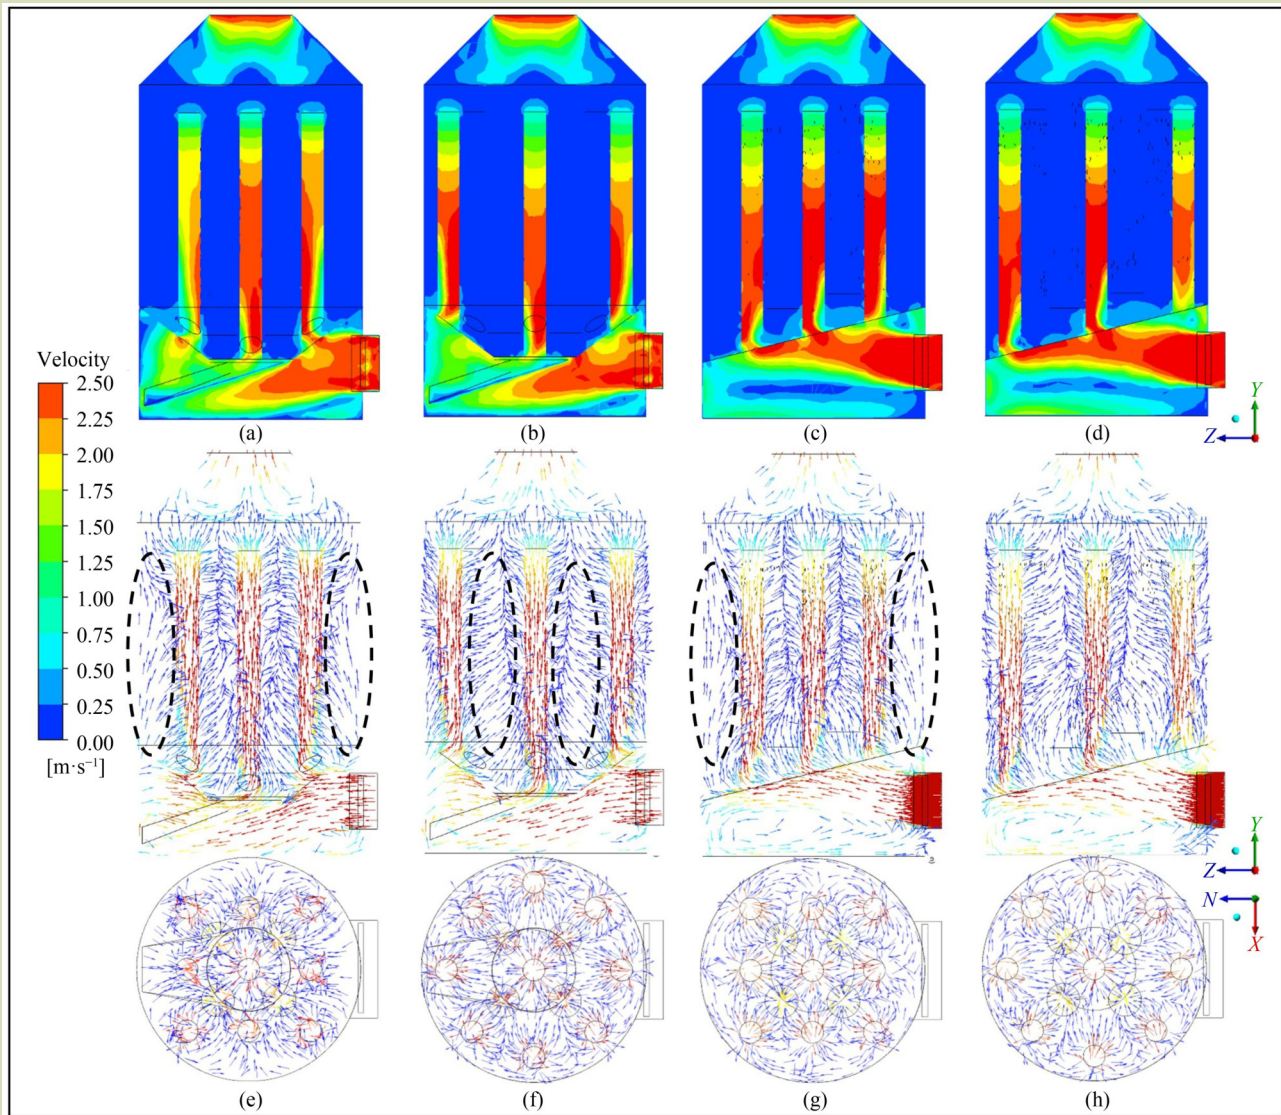 Velocity
2.50
2.25
2.00
1.75
1.50
1.25
1.00
0.75
0.50
0.25
0.00
[m·s⁻¹]
(a) (b) (c) (d)
Y
Z
Y
Z
N
X
(e) (f) (g) (h)